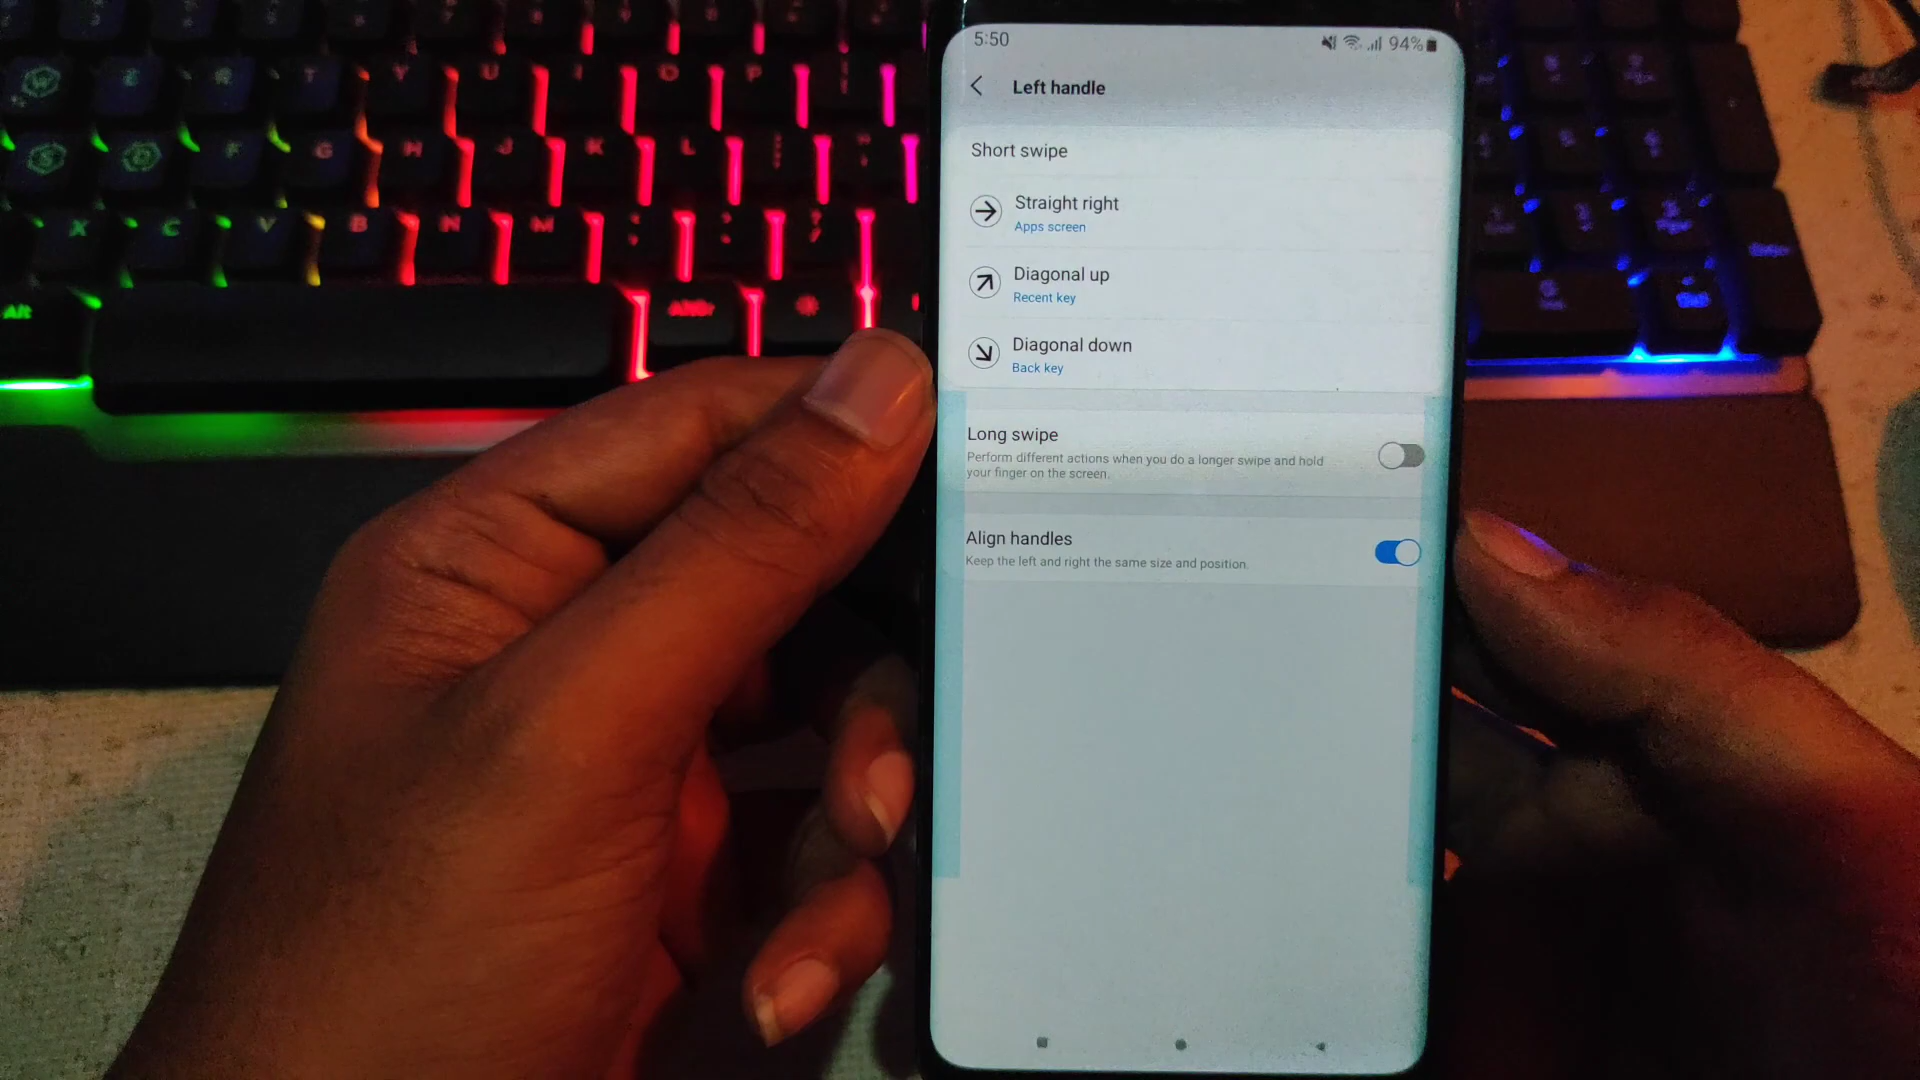 5:50
94%
Left handle
Short swipe
Straight right
Apps screen
Diagonal up
Recent key
Diagonal down
Back key
Long swipe
Perform different actions when you do a longer swipe and hold
your finger on the screen.
Align handles
Keep the left and right the same size and position.
T Y U I O P
F G H J K L
X C V B N M
Alt